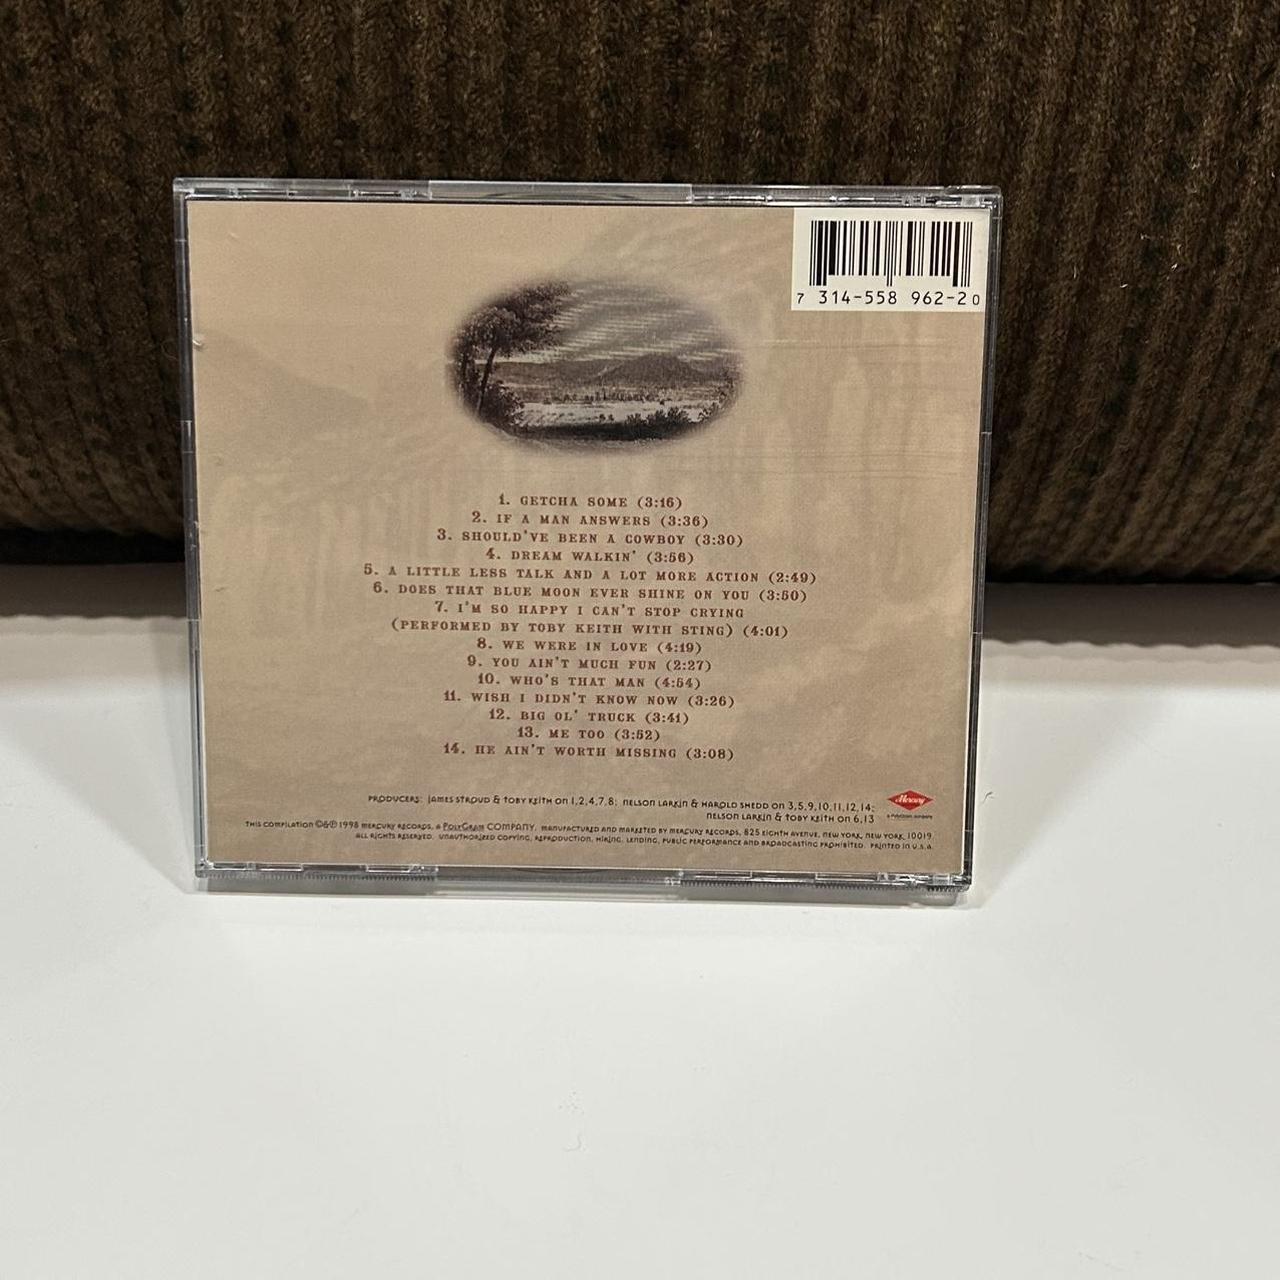 7 314-558 962-2 0
1. GETCHA SOME (3:16)
2. IF A MAN ANSWERS (3:36)
3. SHOULD'VE BEEN A COWBOY (3:30)
4. DREAM WALKIN' (3:56)
5. A LITTLE LESS TALK AND A LOT MORE ACTION (2:49)
6. DOES THAT BLUE MOON EVER SHINE ON YOU (3:50)
7. I'M SO HAPPY I CAN'T STOP CRYING
(PERFORMED BY TOBY KEITH WITH STING) (4:01)
8. WE WERE IN LOVE (4:19)
9. YOU AIN'T MUCH FUN (2:27)
10. WHO'S THAT MAN (4:54)
11. WISH I DIDN'T KNOW NOW (3:26)
12. BIG OL' TRUCK (3:41)
13. ME TOO (3:52)
14. HE AIN'T WORTH MISSING (3:08)
PRODUCERS: JAMES STROUD & TOBY KEITH ON 1,2,4,7,8; NELSON LARKIN & HAROLD SHEDD ON 3,5,9,10,11,12,14;
NELSON LARKIN & TOBY KEITH ON 6,13
Mercury
A POLYGRAM COMPANY
THIS COMPILATION ©&℗ 1998 MERCURY RECORDS, A POLYGRAM COMPANY. MANUFACTURED AND MARKETED BY MERCURY RECORDS, 825 EIGHTH AVENUE, NEW YORK, NEW YORK 10019.
ALL RIGHTS RESERVED. UNAUTHORIZED COPYING, REPRODUCTION, HIRING, LENDING, PUBLIC PERFORMANCE AND BROADCASTING PROHIBITED. PRINTED IN U.S.A.